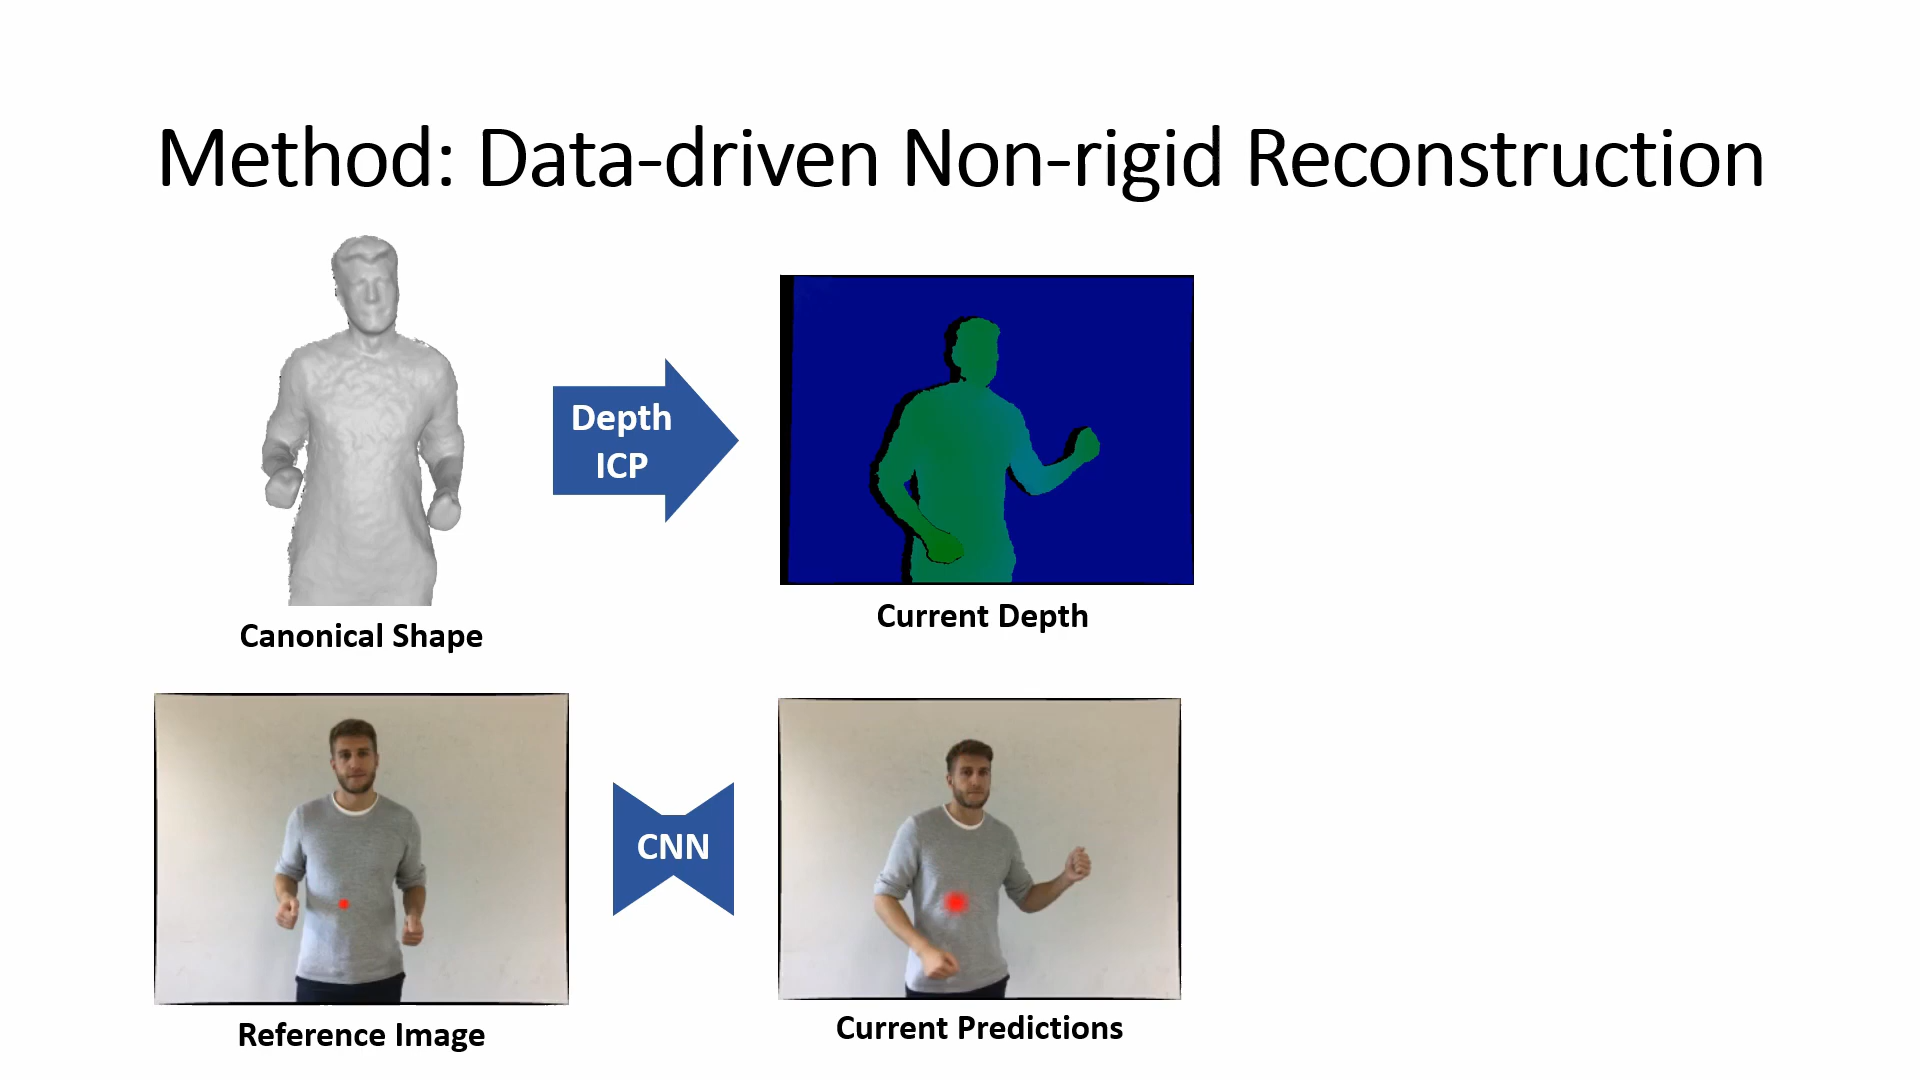 Method: Data-driven Non-rigid Reconstruction
Depth
ICP
Canonical Shape
Current Depth
CNN
Reference Image
Current Predictions